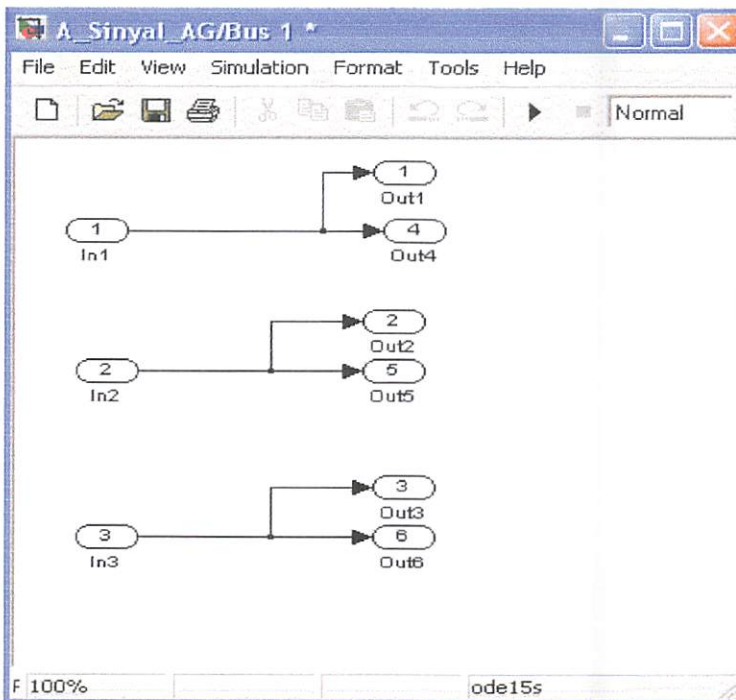 A_Sinyal_AG/Bus 1 *
File Edit View Simulation Format Tools Help
Normal
1
Out1
1
In1
4
Out4
2
Out2
2
In2
5
Out5
3
Out3
3
In3
6
Out6
F 100% ode15s